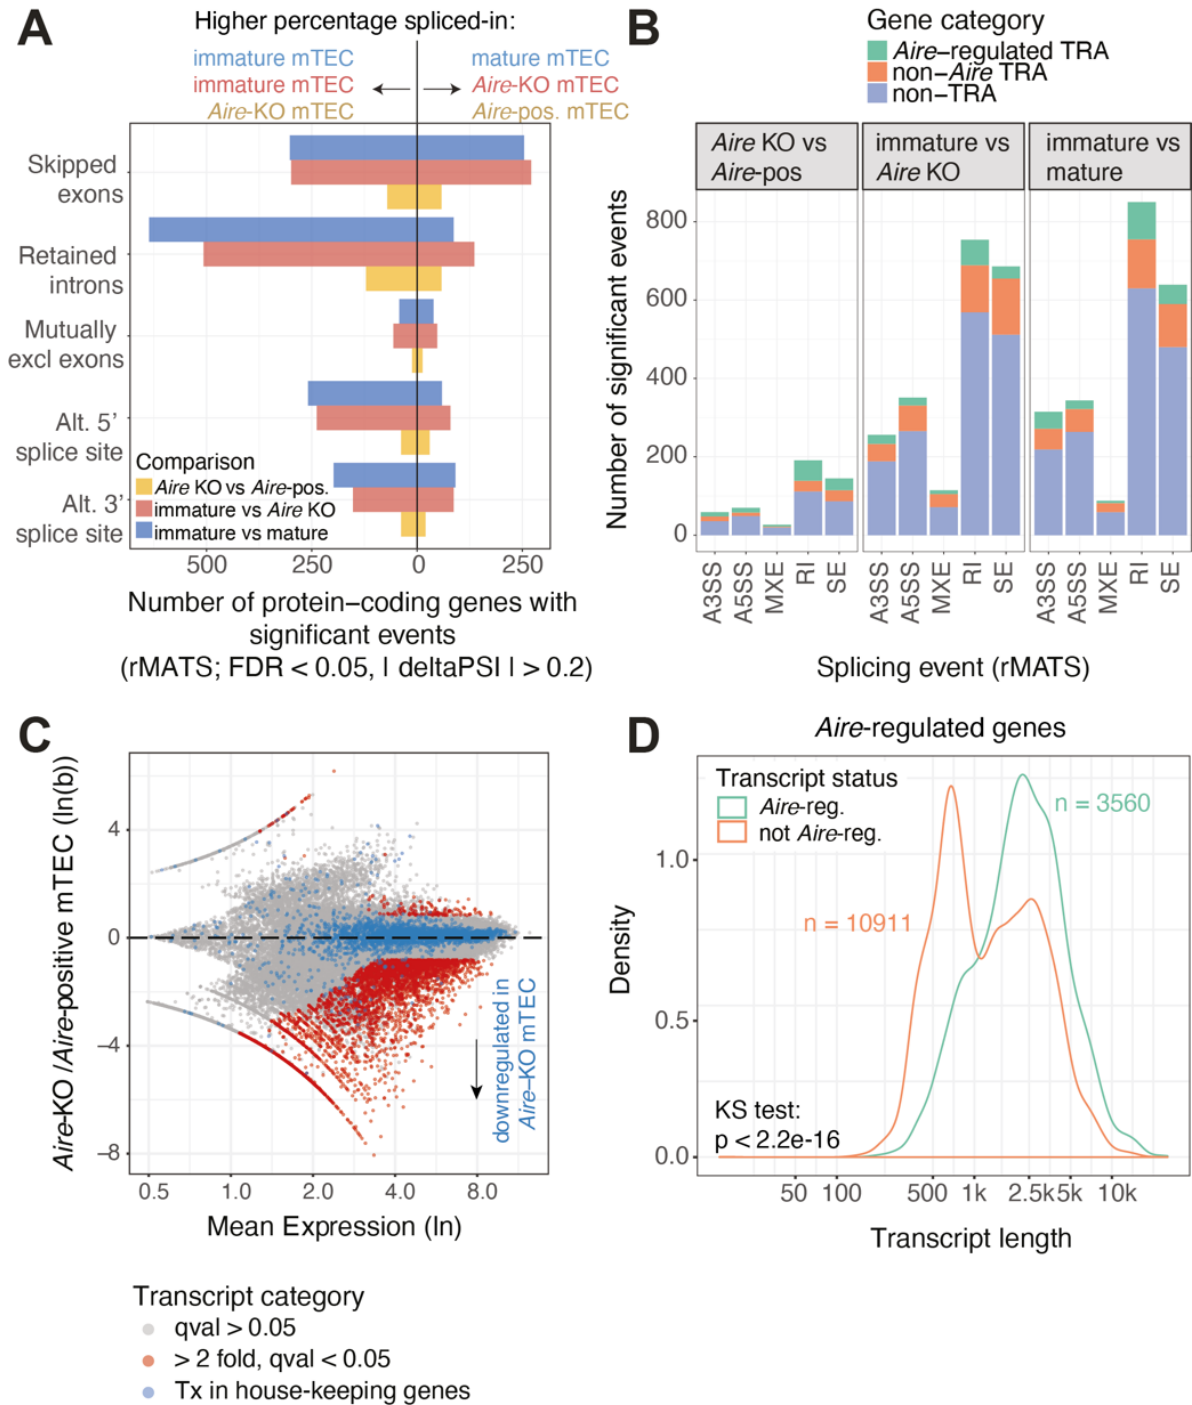 A
Higher percentage spliced-in:
immature mTEC
mature mTEC
immature mTEC
Aire-KO mTEC
Aire-KO mTEC
Aire-pos. mTEC
Skipped
exons
Retained
introns
Mutually
excl exons
Alt. 5'
splice site
Alt. 3'
splice site
Comparison
Aire KO vs Aire-pos.
immature vs Aire KO
immature vs mature
500 250 0 250
Number of protein–coding genes with
significant events
(rMATS; FDR < 0.05, | deltaPSI | > 0.2)
B
Gene category
Aire–regulated TRA
non–Aire TRA
non–TRA
Aire KO vs
Aire-pos
immature vs
Aire KO
immature vs
mature
Number of significant events
800
600
400
200
0
A3SS A5SS MXE RI SE A3SS A5SS MXE RI SE A3SS A5SS MXE RI SE
Splicing event (rMATS)
C
Aire-KO /Aire-positive mTEC (ln(b))
4
0
–4
–8
downregulated in
Aire–KO mTEC
0.5 1.0 2.0 4.0 8.0
Mean Expression (ln)
Transcript category
qval > 0.05
> 2 fold, qval < 0.05
Tx in house-keeping genes
D
Aire-regulated genes
Transcript status
Aire-reg.
not Aire-reg.
n = 3560
n = 10911
Density
1.0
0.5
0.0
KS test:
p < 2.2e-16
50 100 500 1k 2.5k 5k 10k
Transcript length